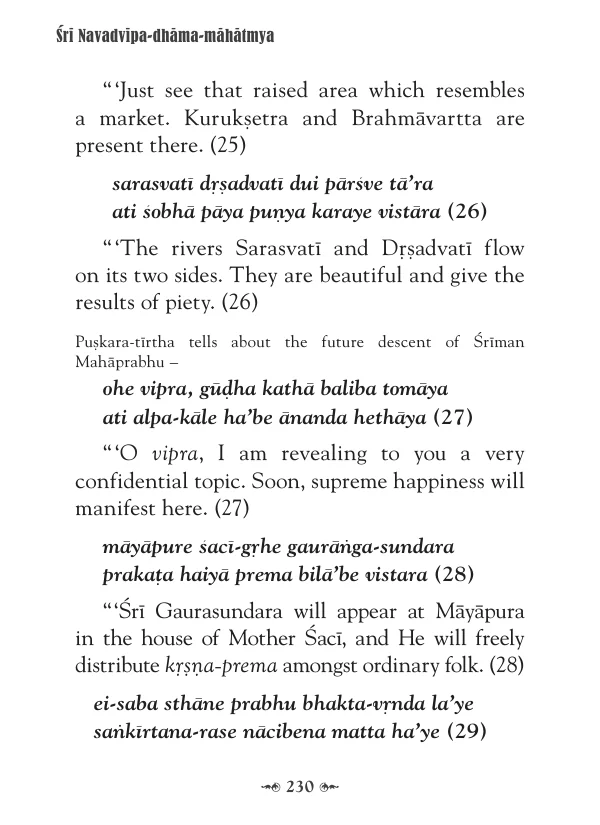 Śrī Navadvīpa-dhāma-māhātmya
“ ‘Just see that raised area which resembles
a market. Kurukṣetra and Brahmāvartta are
present there. (25)
sarasvatī dṛṣadvatī dui pārśve tā’ra
ati śobhā pāya puṇya karaye vistāra (26)
“ ‘The rivers Sarasvatī and Dṛṣadvatī flow
on its two sides. They are beautiful and give the
results of piety. (26)
Puṣkara-tīrtha tells about the future descent of Śrīman
Mahāprabhu –
ohe vipra, gūḍha kathā baliba tomāya
ati alpa-kāle ha’be ānanda hethāya (27)
“ ‘O vipra, I am revealing to you a very
confidential topic. Soon, supreme happiness will
manifest here. (27)
māyāpure śacī-gṛhe gaurāṅga-sundara
prakaṭa haiyā prema bilā’be vistara (28)
“ ‘Śrī Gaurasundara will appear at Māyāpura
in the house of Mother Śacī, and He will freely
distribute kṛṣṇa-prema amongst ordinary folk. (28)
ei-saba sthāne prabhu bhakta-vṛnda la’ye
saṅkīrtana-rase nācibena matta ha’ye (29)
230